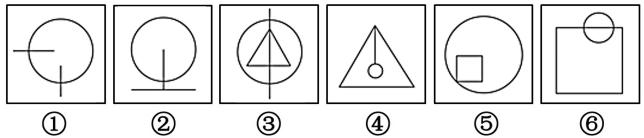 ① ② ③ ④ ⑤ ⑥